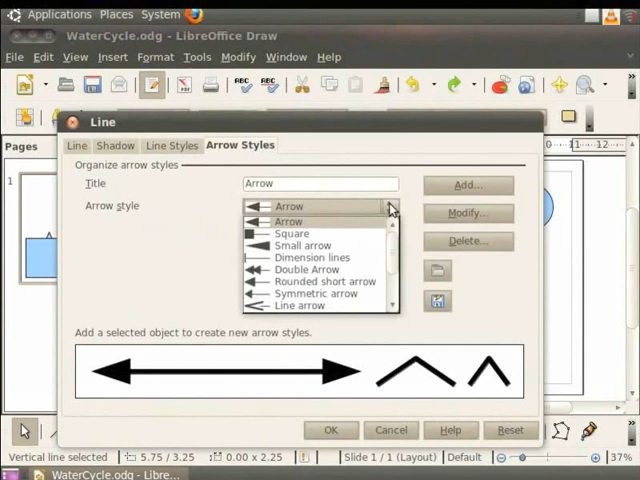 Applications Places System
WaterCycle.odg - LibreOffice Draw
File Edit View Insert Format Tools Modify Window Help
Line
Pages
Line Shadow Line Styles Arrow Styles
1
Organize arrow styles
Title Arrow Add...
Arrow style Arrow Modify...
Arrow
Square Delete...
Small arrow
Dimension lines
Double Arrow
Rounded short arrow
Symmetric arrow
Line arrow
Add a selected object to create new arrow styles.
OK Cancel Help Reset
Vertical line selected 5.75 / 3.25 0.00 x 2.25 Slide 1 / 1 (Layout) Default 37%
WaterCycle.odg - Libre...